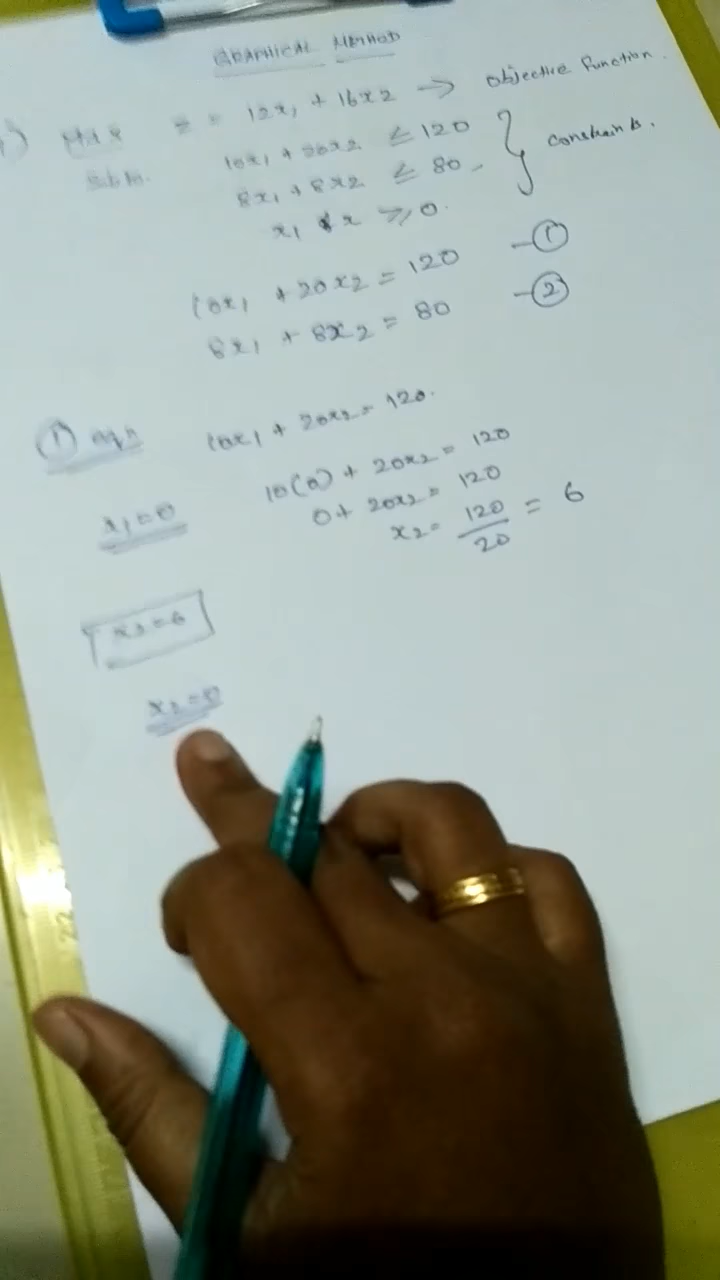 GRAPHICAL METHOD
Max Z = 12x1 + 16x2 → Objective Function.
Sub to. 10x1 + 20x2 ≤ 120
8x1 + 8x2 ≤ 80 } constraints.
x1 & x ≥ 0.
10x1 + 20x2 = 120 – ①
8x1 + 8x2 = 80 – ②
① eqn 10x1 + 20x2 = 120.
x1 = 0 10(0) + 20x2 = 120
0 + 20x2 = 120
x2 = 120/20 = 6
x2 = 6
x2 = 0